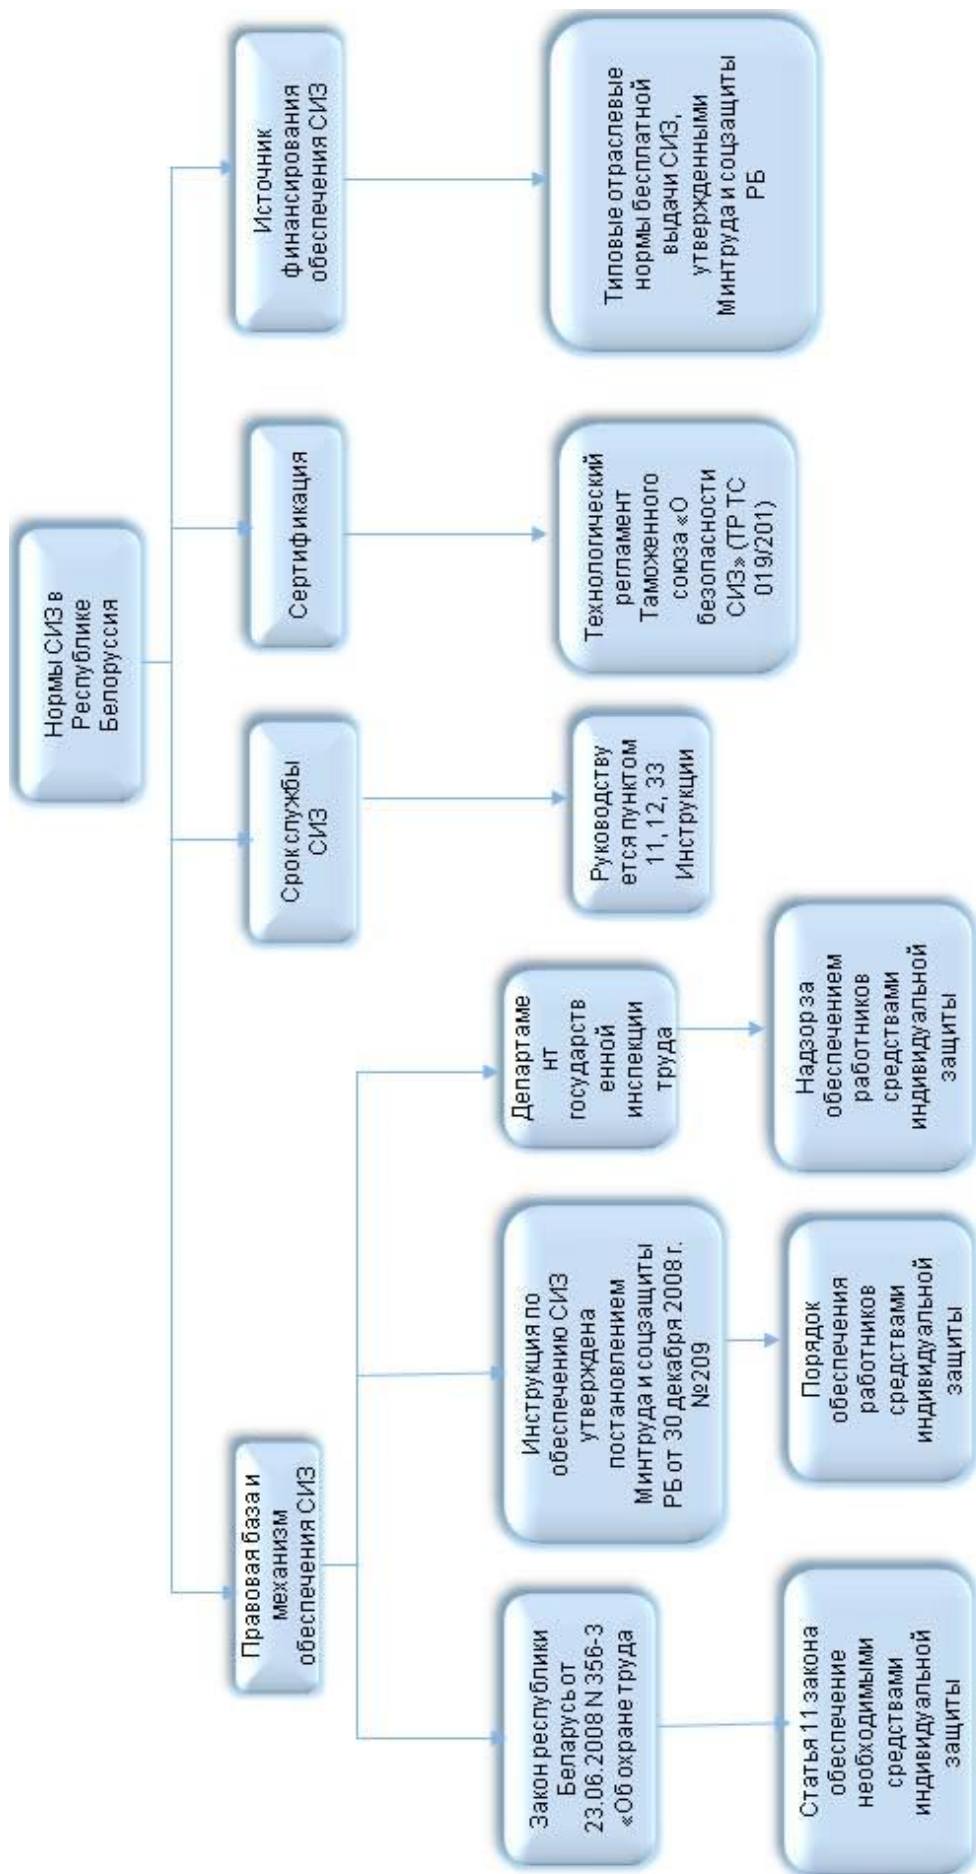 Нормы СИЗ в
Республике
Белоруссия
Правовая база и
механизм
обеспечения СИЗ
Срок службы
СИЗ
Сертификация
Источник
финансирования
обеспечения СИЗ
Закон республики
Беларусь от
23.06.2008 N 356-З
«Об охране труда
Инструкция по
обеспечению СИЗ
утверждена
постановлением
Минтруда и соцзащиты
РБ от 30 декабря 2008 г.
№209
Департаме
нт
государств
енной
инспекции
труда
Руководству
ется пунктом
11, 12, 33
Инструкции
Технологический
регламент
Таможенного
союза «О
безопасности
СИЗ» (ТР ТС
019/201)
Типовые отраслевые
нормы бесплатной
выдачи СИЗ,
утвержденными
Минтруда и соцзащиты
РБ
Статья 11 закона
обеспечение
необходимыми
средствами
индивидуальной
защиты
Порядок
обеспечения
работников
средствами
индивидуальной
защиты
Надзор за
обеспечением
работников
средствами
индивидуальной
защиты